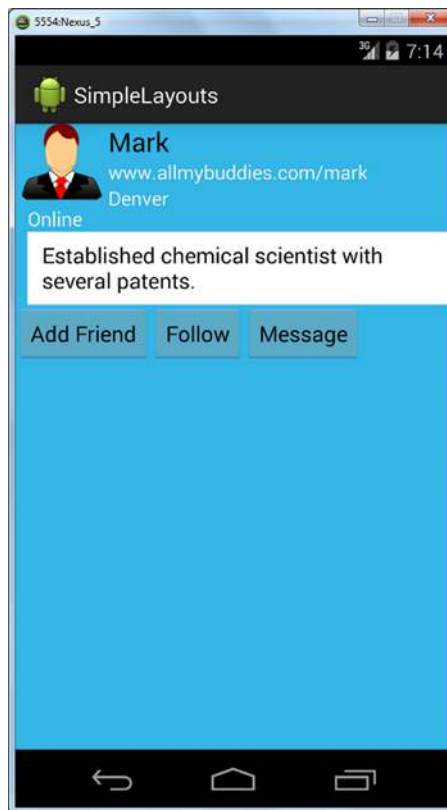 5554:Nexus_5
3G 7:14
SimpleLayouts
Mark
www.allmybuddies.com/mark
Denver
Online
Established chemical scientist with
several patents.
Add Friend Follow Message